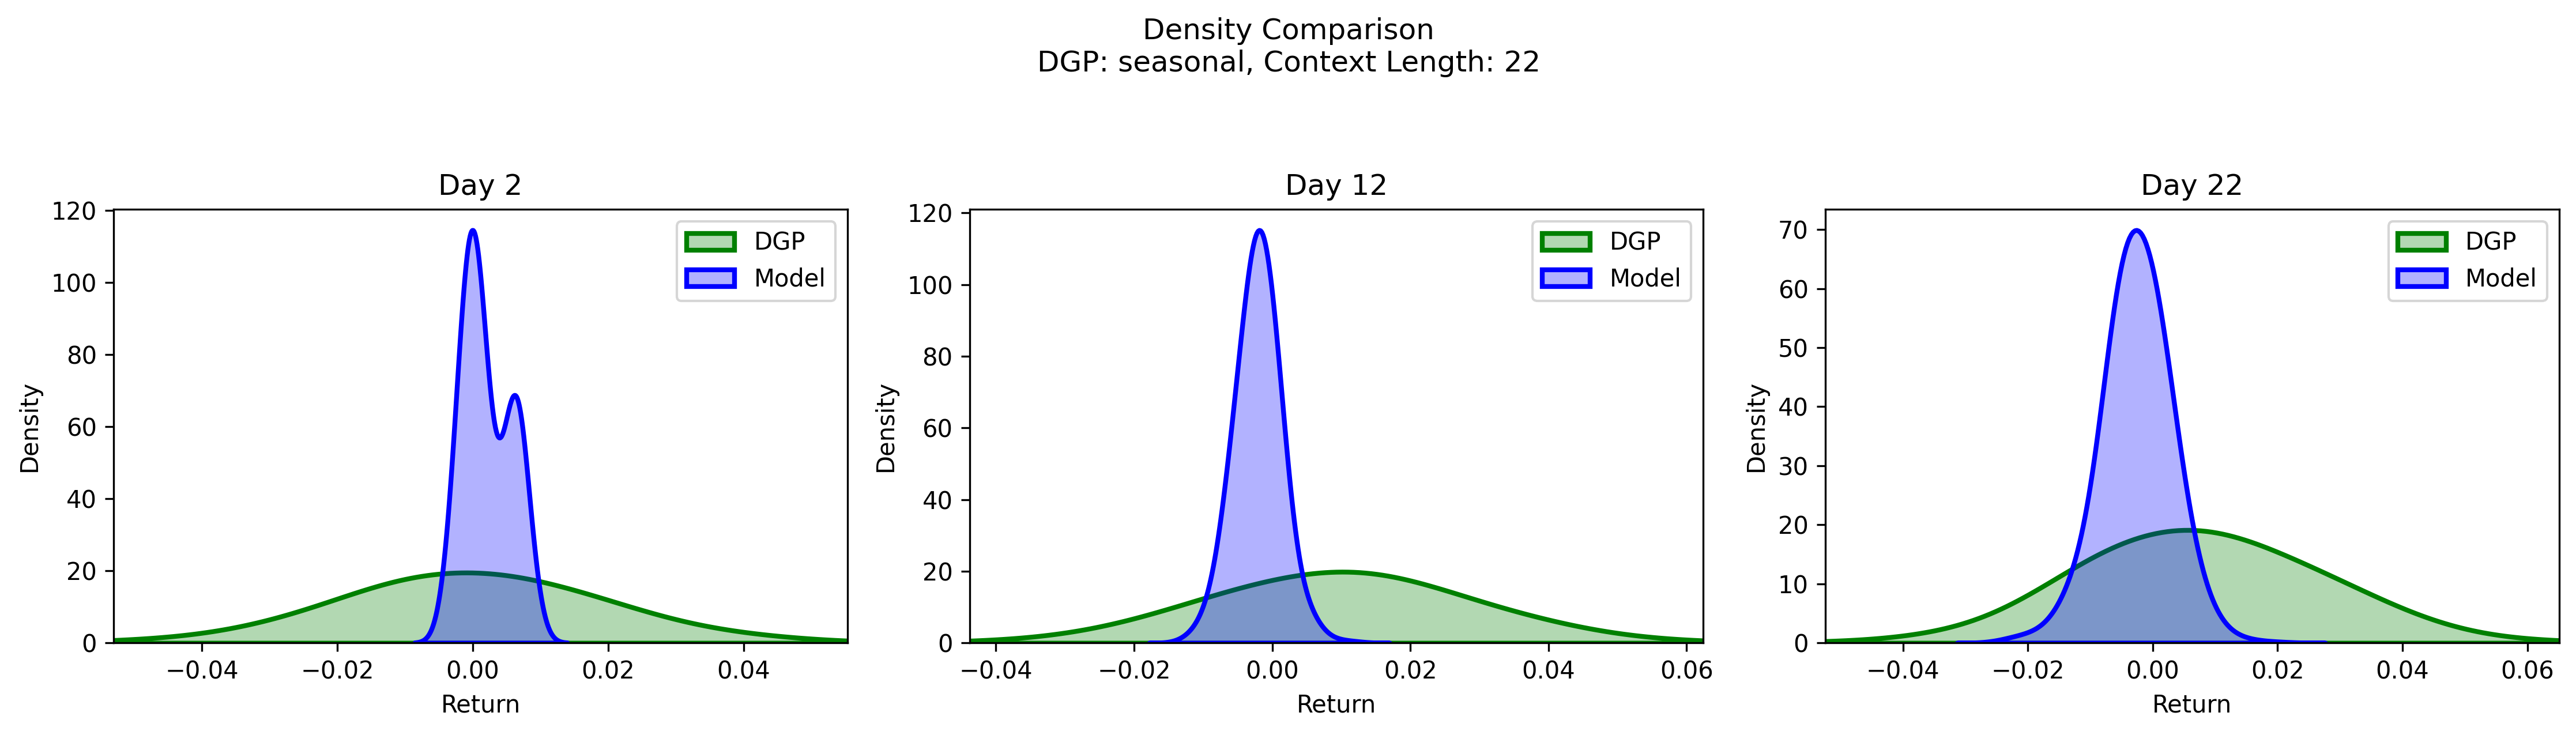 Density Comparison
DGP: seasonal, Context Length: 22
Day 2
120
100
80
60
40
20
0
Density
−0.04
−0.02
0.00
0.02
0.04
Return
DGP
Model
Day 12
120
100
80
60
40
20
0
Density
−0.04
−0.02
0.00
0.02
0.04
0.06
Return
DGP
Model
Day 22
70
60
50
40
30
20
10
0
Density
−0.04
−0.02
0.00
0.02
0.04
0.06
Return
DGP
Model